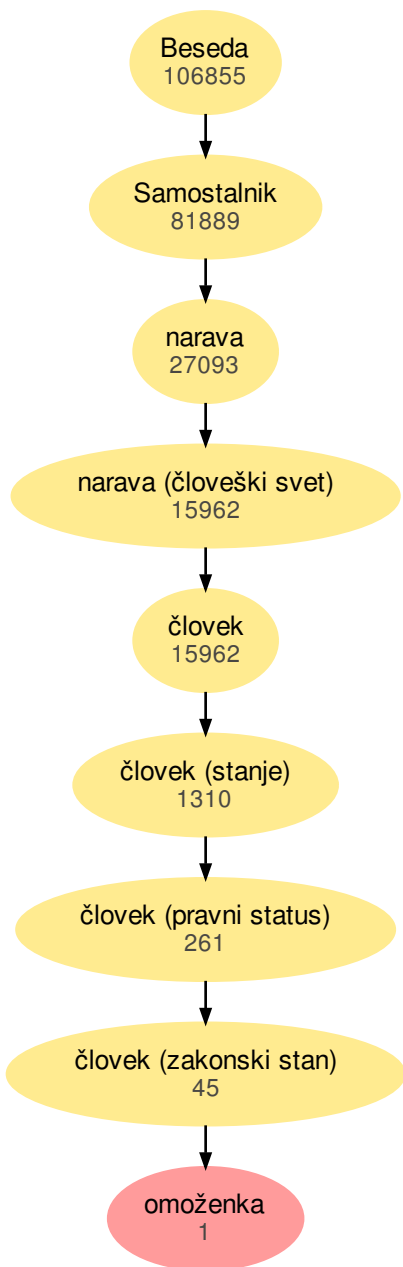 Beseda
106855
Samostalnik
81889
narava
27093
narava (človeški svet)
15962
človek
15962
človek (stanje)
1310
človek (pravni status)
261
človek (zakonski stan)
45
omoženka
1